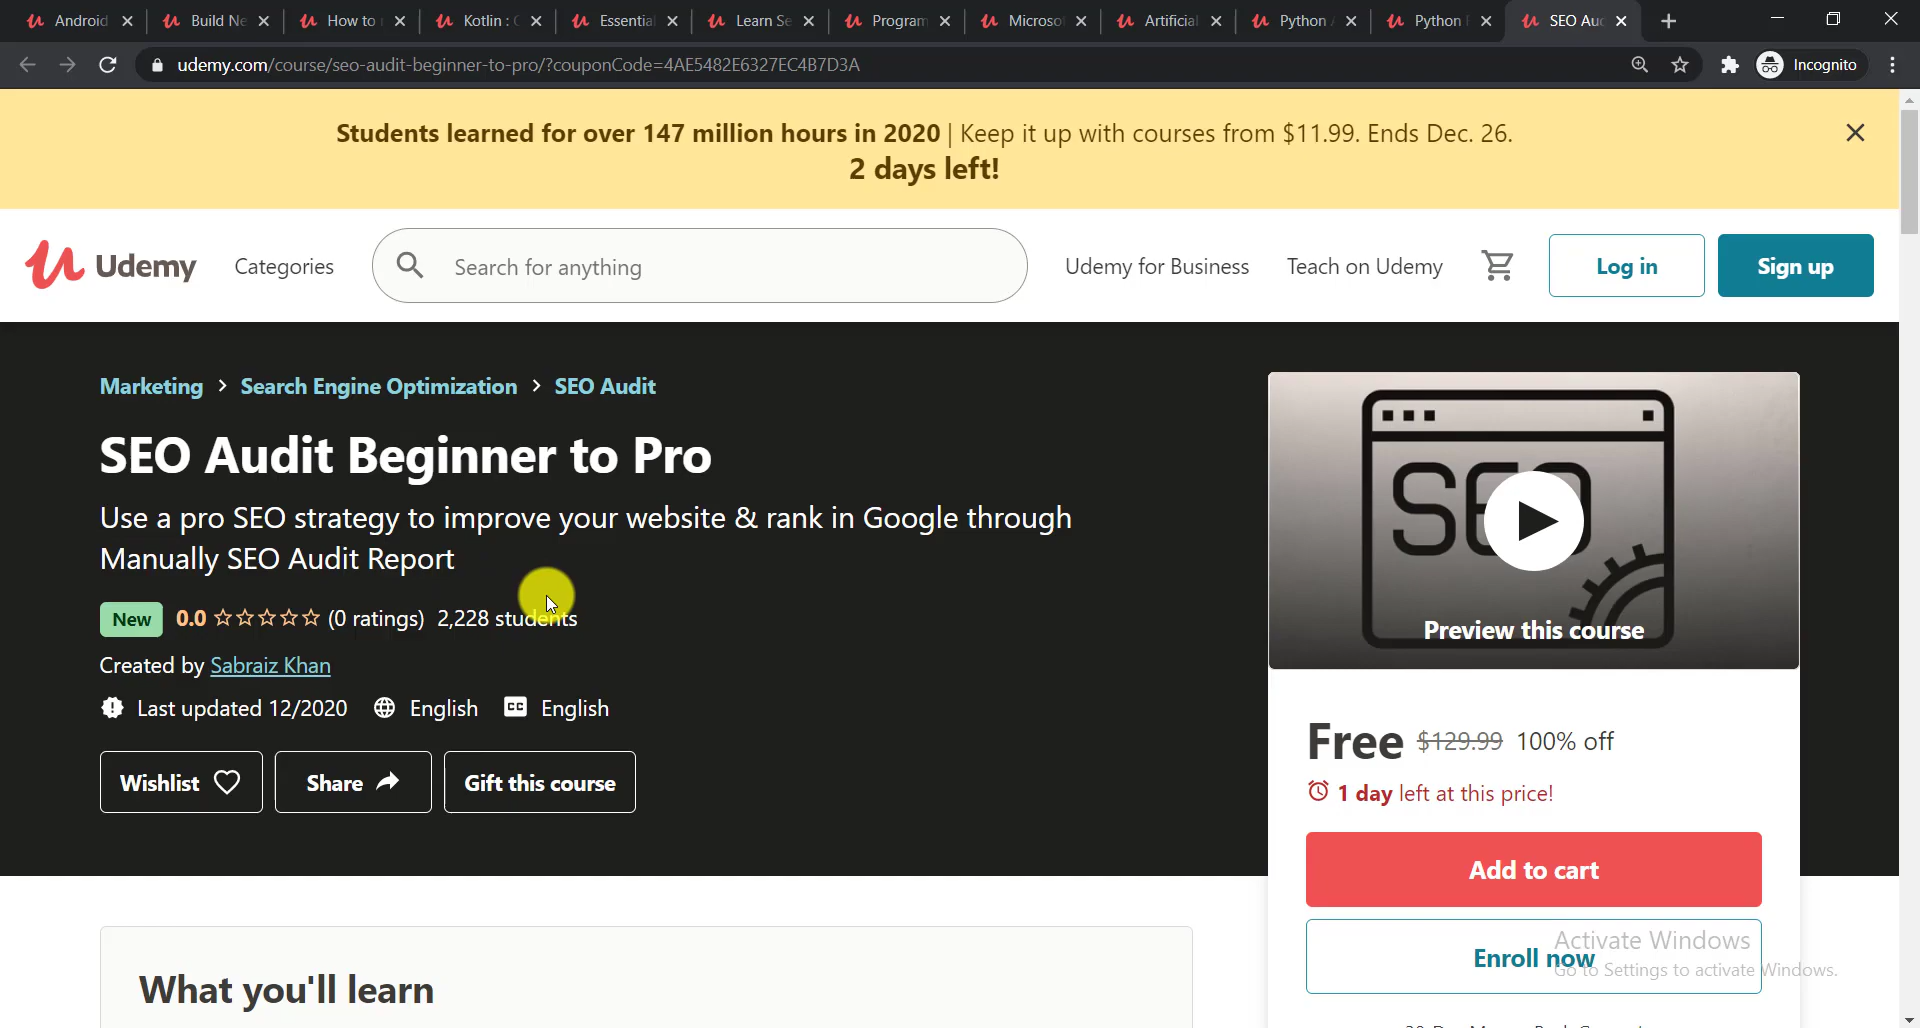 Android
Build Ne
How to
Kotlin :
Essential
Learn Se
Program
Microso
Artificial
Python
Python
SEO Au
udemy.com/course/seo-audit-beginner-to-pro/?couponCode=4AE5482E6327EC4B7D3A
Incognito
Students learned for over 147 million hours in 2020 | Keep it up with courses from $11.99. Ends Dec. 26.
2 days left!
Udemy
Categories
Search for anything
Udemy for Business
Teach on Udemy
Log in
Sign up
Marketing > Search Engine Optimization > SEO Audit
SEO Audit Beginner to Pro
Use a pro SEO strategy to improve your website & rank in Google through
Manually SEO Audit Report
New 0.0 (0 ratings) 2,228 students
Created by Sabraiz Khan
Last updated 12/2020 English CC English
Wishlist
Share
Gift this course
SEO
Preview this course
Free $129.99 100% off
1 day left at this price!
Add to cart
Enroll now
Activate Windows
Go to Settings to activate Windows.
What you'll learn